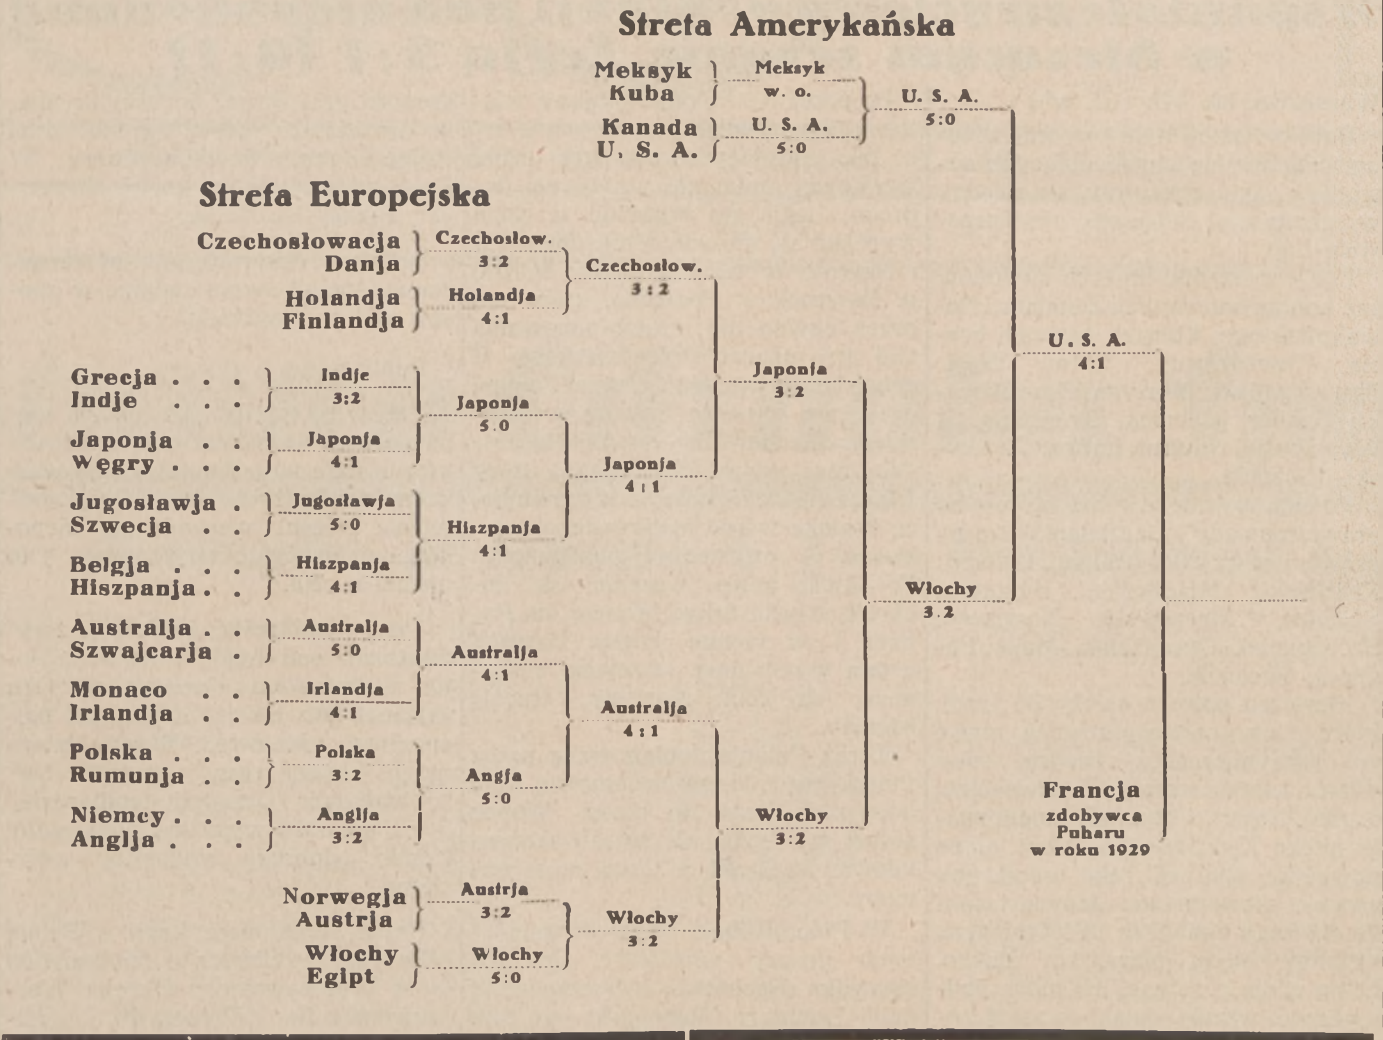 Strefa Amerykańska
Meksyk
Kuba
Meksyk
w. o.
Kanada
U. S. A.
U. S. A.
5:0
U. S. A.
5:0
Strefa Europejska
Czechosłowacja
Danja
Czechosłow.
3:2
Holandja
Finlandja
Holandja
4:1
Czechosłow.
3:2
Grecja . . .
Indje . . .
Indje
3:2
Japonja . .
Węgry . . .
Japonja
4:1
Japonja
5.0
Jugosławja .
Szwecja . .
Jugosławja
5:0
Belgja . . .
Hiszpanja . .
Hiszpanja
4:1
Hiszpanja
4:1
Japonja
4:1
Japonja
3:2
Australja . .
Szwajcarja .
Australja
5:0
Monaco . .
Irlandja . .
Irlandja
4:1
Australja
4:1
Polska . . .
Rumunja . .
Polska
3:2
Niemcy . . .
Anglja . . .
Anglja
3:2
Angja
5:0
Australja
4:1
Norwegja
Austrja
Austrja
3:2
Włochy
Egipt
Włochy
5:0
Włochy
3:2
Włochy
3:2
Włochy
3.2
U. S. A.
4:1
Francja
zdobywca
Puharu
w roku 1929